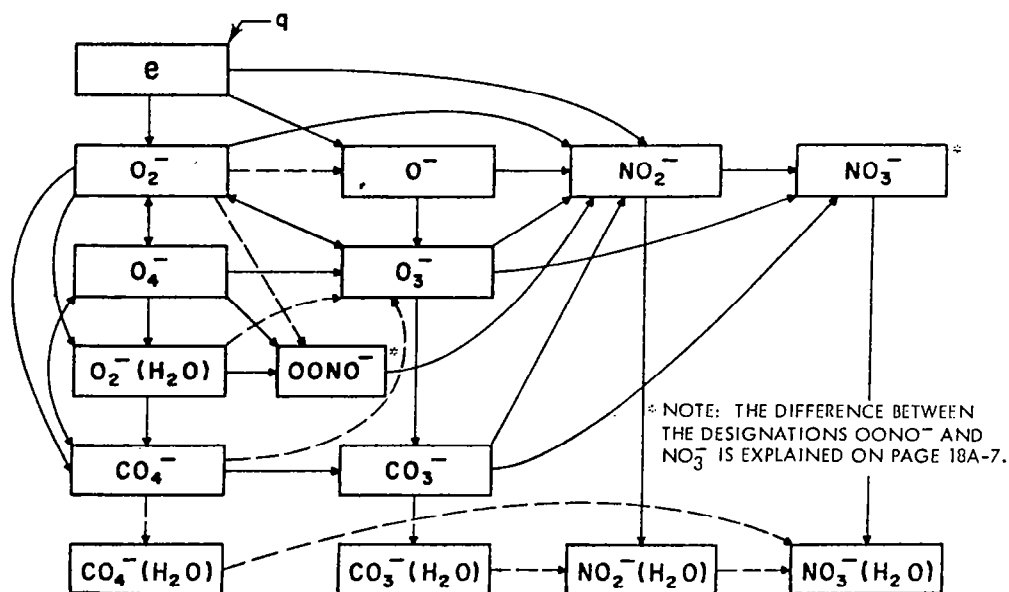 q
e
O₂⁻
O⁻
NO₂⁻
NO₃⁻ *
O₄⁻
O₃⁻
O₂⁻(H₂O)
OONO⁻ *
* NOTE: THE DIFFERENCE BETWEEN
THE DESIGNATIONS OONO⁻ AND
NO₃⁻ IS EXPLAINED ON PAGE 18A-7.
CO₄⁻
CO₃⁻
CO₄⁻(H₂O)
CO₃⁻(H₂O)
NO₂⁻(H₂O)
NO₃⁻(H₂O)